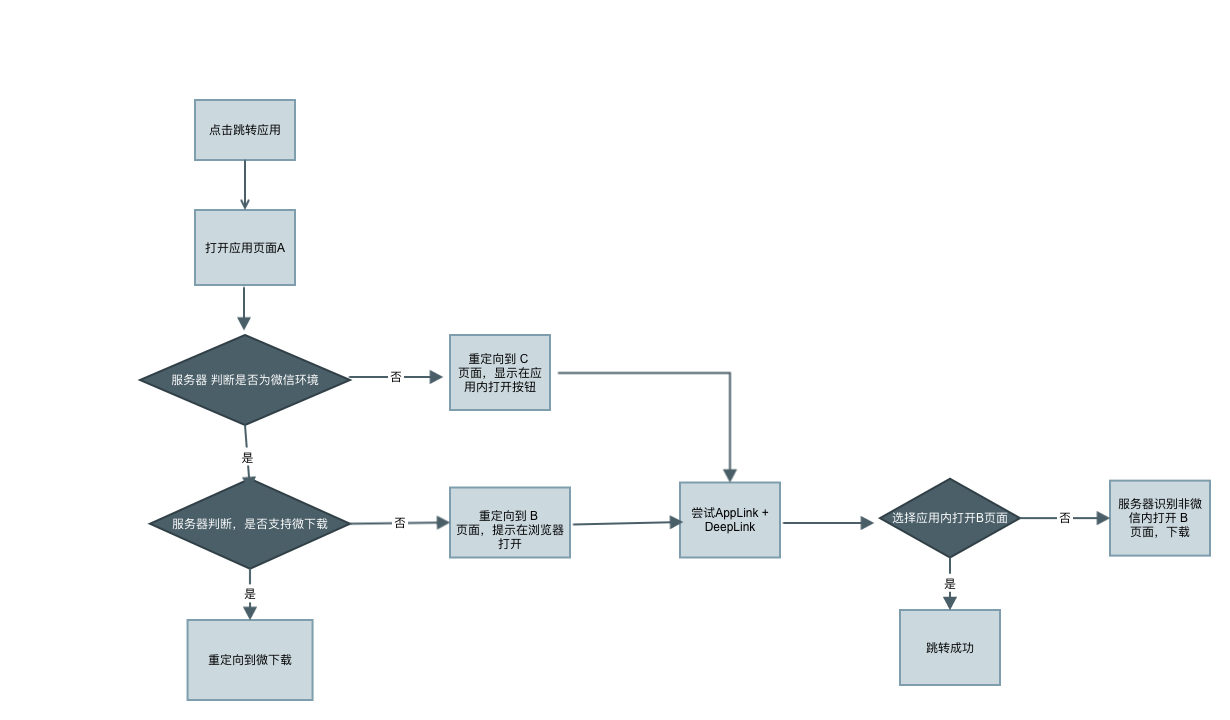 点击跳转应用
打开应用页面A
服务器 判断是否为微信环境
否
重定向到 C
页面，显示在应
用内打开按钮
是
服务器判断，是否支持微下载
否
重定向到 B
页面，提示在浏览器
打开
尝试AppLink +
DeepLink
选择应用内打开B页面
否
服务器识别非微
信内打开 B
页面，下载
是
重定向到微下载
是
跳转成功